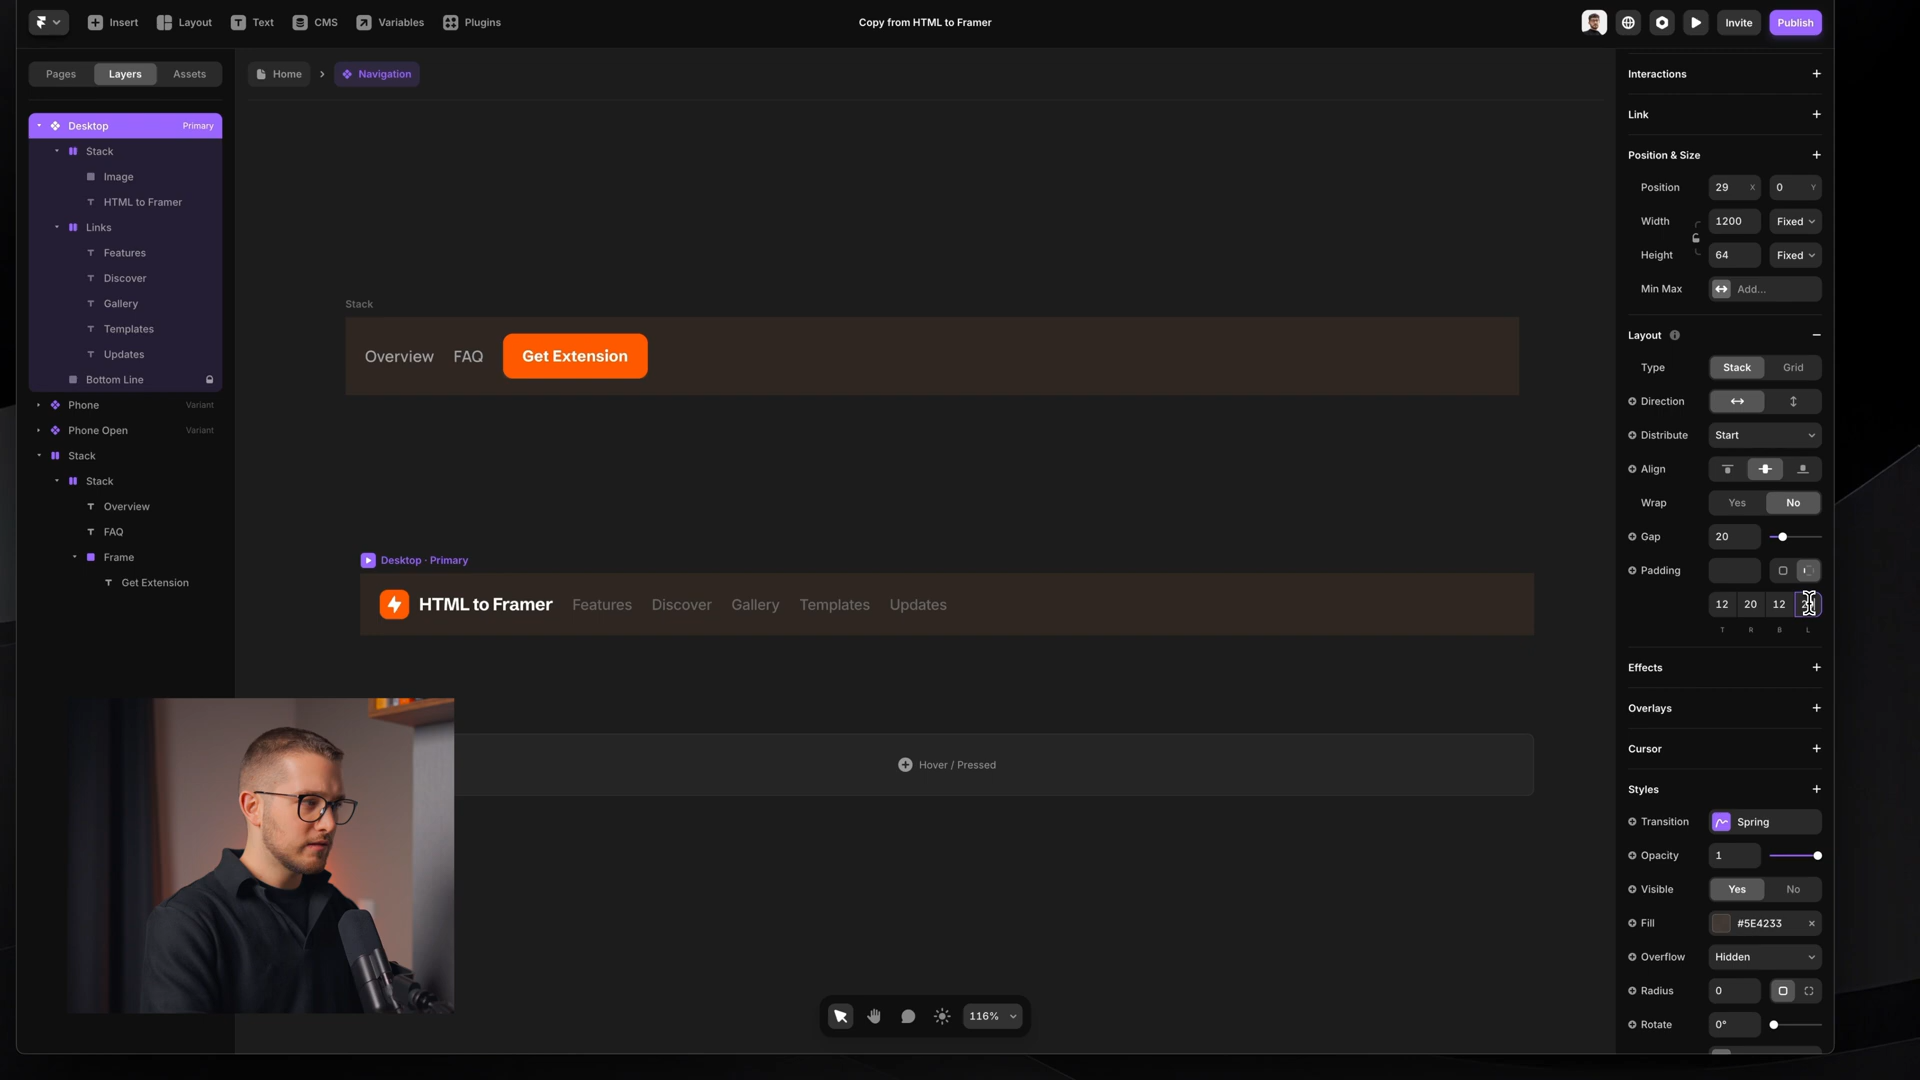 Insert
Layout
Text
CMS
Variables
Plugins
Copy from HTML to Framer
Invite
Publish
Pages
Layers
Assets
Home
Navigation
Desktop
Primary
Stack
Image
HTML to Framer
Links
Features
Discover
Gallery
Templates
Updates
Bottom Line
Phone
Variant
Phone Open
Variant
Stack
Stack
Overview
FAQ
Frame
Get Extension
Stack
Overview
FAQ
Get Extension
Desktop · Primary
HTML to Framer
Features
Discover
Gallery
Templates
Updates
Hover / Pressed
116%
Interactions
Link
Position & Size
Position
29
X
0
Y
Width
1200
Fixed
Height
64
Fixed
Min Max
Add...
Layout
Type
Stack
Grid
Direction
Distribute
Start
Align
Wrap
Yes
No
Gap
20
Padding
12
20
12
T
R
B
L
Effects
Overlays
Cursor
Styles
Transition
Spring
Opacity
1
Visible
Yes
No
Fill
#5E4233
Overflow
Hidden
Radius
0
Rotate
0°